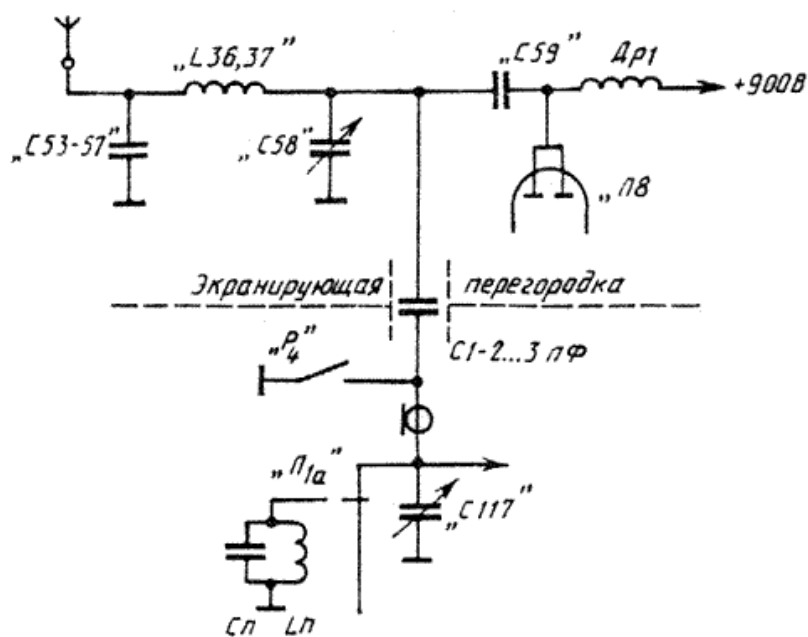 „L36,37”
„C59”
Др1
+900В
„C53-57”
„C58”
„Л8
Экранирующая
перегородка
„P4”
C1-2...3 пФ
„П1а”
„C117”
Сп Lп